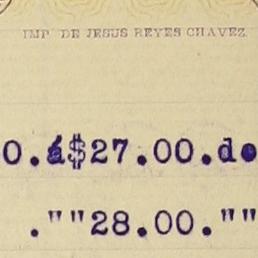 IMP DE JESUS REYES CHAVEZ
0.á$27.00.de
.""28.00.""